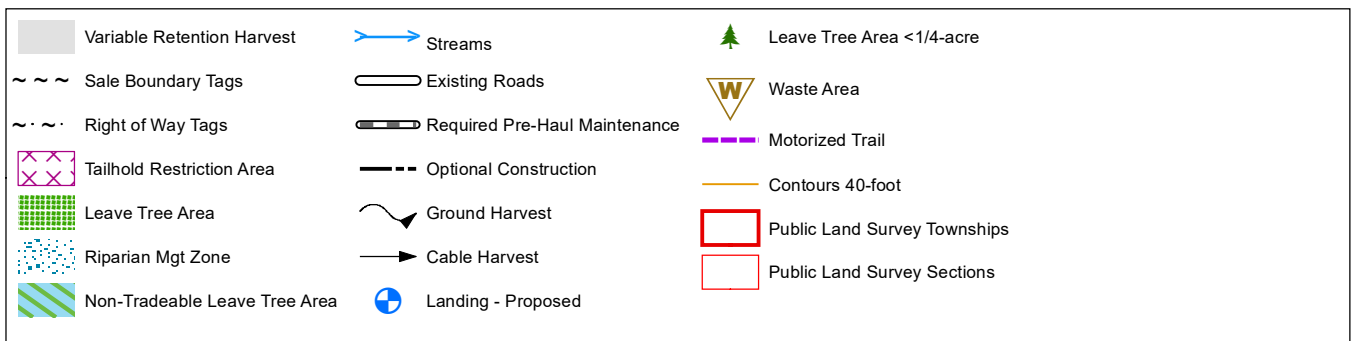 Variable Retention Harvest
Sale Boundary Tags
Right of Way Tags
Tailhold Restriction Area
Leave Tree Area
Riparian Mgt Zone
Non-Tradeable Leave Tree Area
Streams
Existing Roads
Required Pre-Haul Maintenance
Optional Construction
Ground Harvest
Cable Harvest
Landing - Proposed
Leave Tree Area <1/4-acre
W
Waste Area
Motorized Trail
Contours 40-foot
Public Land Survey Townships
Public Land Survey Sections